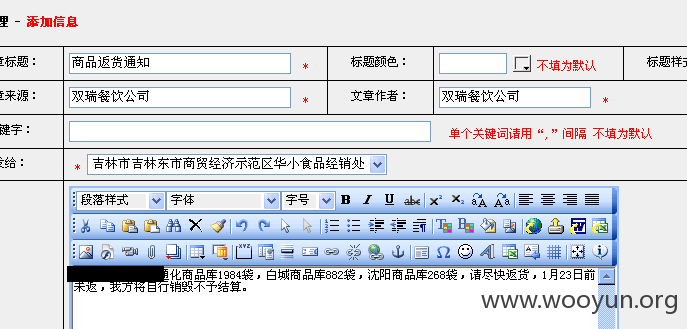 理 - 添加信息
章标题： 商品返货通知 * 标题颜色： 不填为默认 标题样式
章来源： 双瑞餐饮公司 * 文章作者： 双瑞餐饮公司 *
键字： 单个关键词请用“,”间隔 不填为默认
发给： * 吉林市吉林东市商贸经济示范区华小食品经销处
段落样式 字体 字号 B I U abc x² x₂ aA Aa
通化商品库1984袋，白城商品库882袋，沈阳商品库268袋，请尽快返货，1月23日前
未返，我方将自行销毁不予结算。
www.wooyun.org